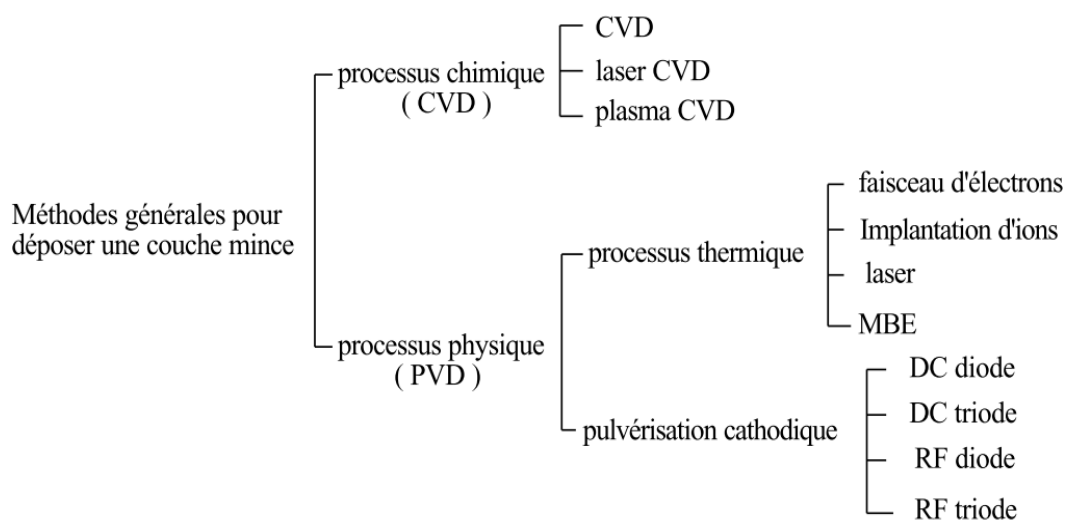 Méthodes générales pour
déposer une couche mince
processus chimique
( CVD )
CVD
laser CVD
plasma CVD
processus physique
( PVD )
processus thermique
faisceau d'électrons
Implantation d'ions
laser
MBE
pulvérisation cathodique
DC diode
DC triode
RF diode
RF triode